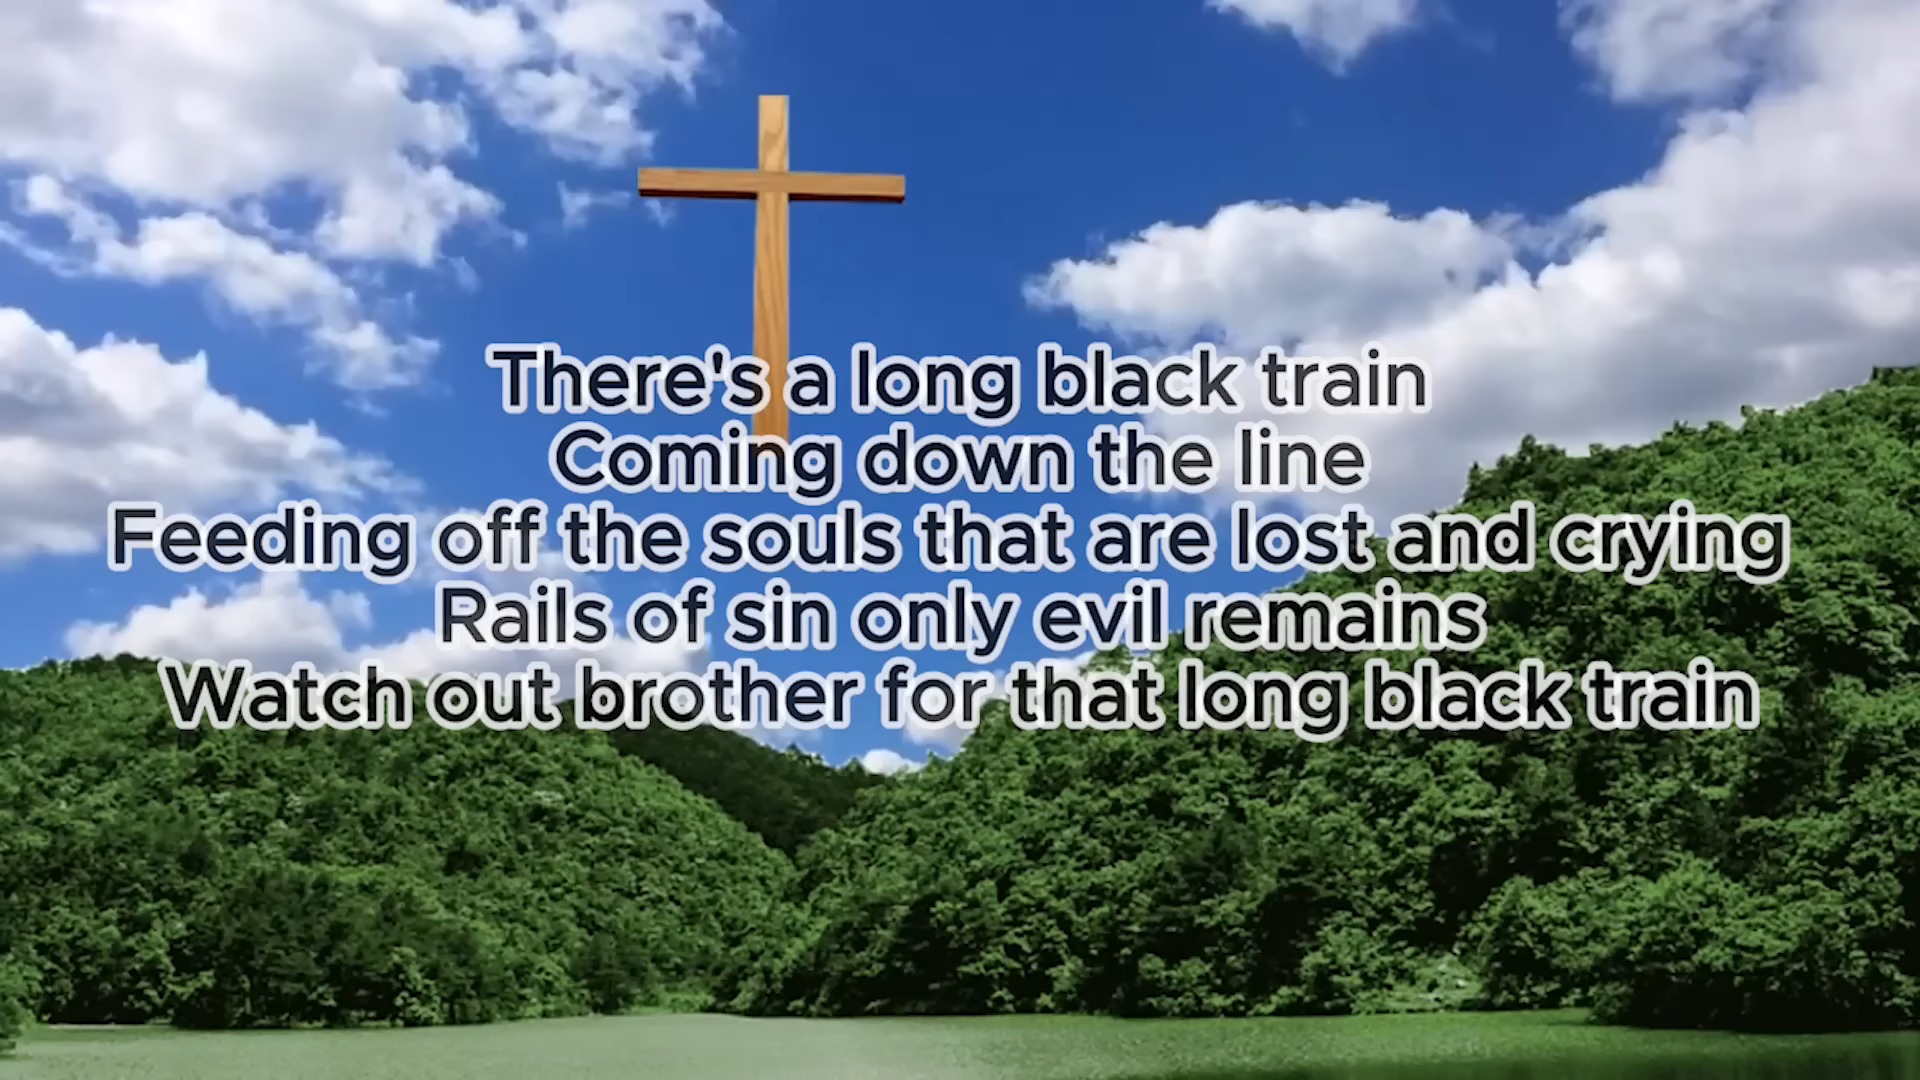 There's a long black train
Coming down the line
Feeding off the souls that are lost and crying
Rails of sin only evil remains
Watch out brother for that long black train